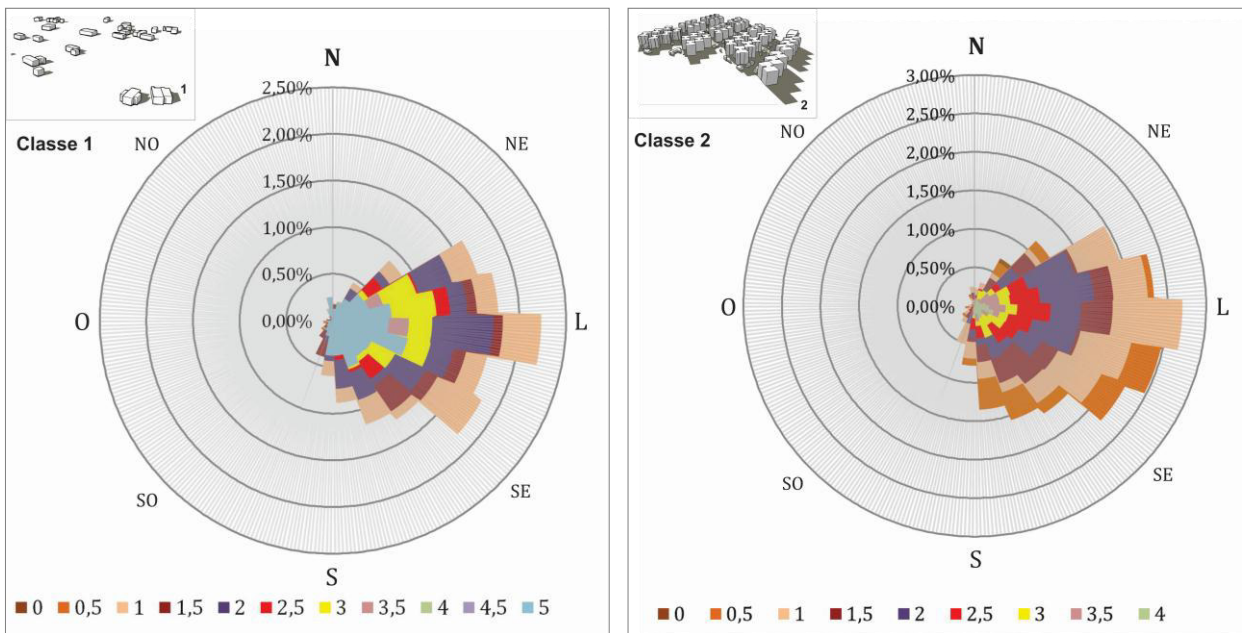 1
Classe 1
N
NO
NE
O
L
SO
SE
S
2,50%
2,00%
1,50%
1,00%
0,50%
0,00%
0 0,5 1 1,5 2 2,5 3 3,5 4 4,5 5
2
Classe 2
N
NO
NE
O
L
SO
SE
S
3,00%
2,50%
2,00%
1,50%
1,00%
0,50%
0,00%
0 0,5 1 1,5 2 2,5 3 3,5 4